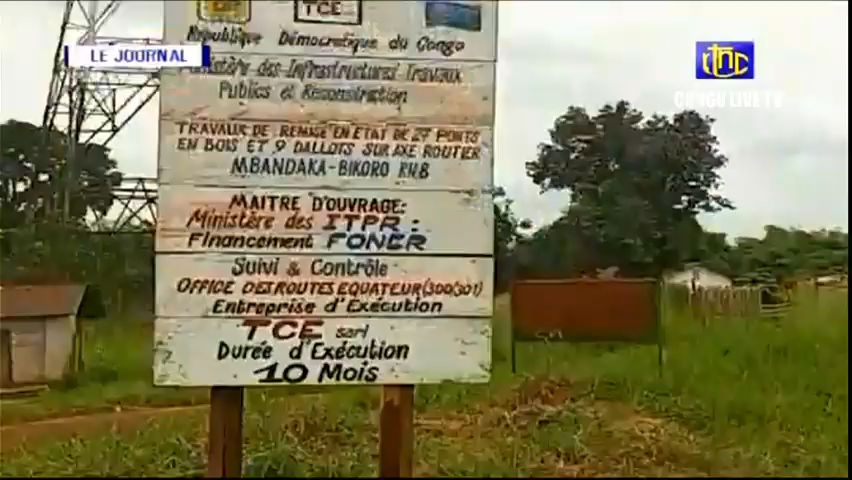 TCE
République Démocratique du Congo
LE JOURNAL
rtnc
Ministère des Infrastructures Travaux
Publics et Reconstruction
CONGO LIVE TV
TRAVAUX DE REMISE EN ETAT DE 27 PONTS
EN BOIS ET 9 DALLOTS SUR AXE ROUTIER
MBANDAKA-BIKORO RN8
MAITRE D'OUVRAGE:
Ministère des ITPR:
Financement FONER
Suivi & Contrôle
OFFICE DES ROUTES EQUATEUR (300/301)
Entreprise d'Exécution
TCE sarl
Durée d'Exécution
10 Mois